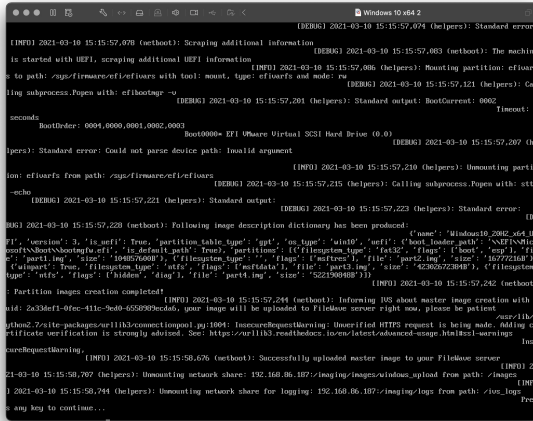 Windows 10 x64 2
[DEBUG] 2021-03-10 15:15:57,074 (helpers): Standard error
[INFO] 2021-03-10 15:15:57,078 (netboot): Scraping additional information
[DEBUG] 2021-03-10 15:15:57,083 (netboot): The machin
is started with UEFI, scraping additional UEFI information
[INFO] 2021-03-10 15:15:57,086 (helpers): Mounting partition: efivar
s to path: /sys/firmware/efi/efivars with tool: mount, type: efivarfs and mode: rw
[DEBUG] 2021-03-10 15:15:57,121 (helpers): Ca
lling subprocess.Popen with: efibootmgr -v
[DEBUG] 2021-03-10 15:15:57,201 (helpers): Standard output: BootCurrent: 0002
Timeout:
seconds
BootOrder: 0004,0000,0001,0002,0003
Boot0000* EFI VMware Virtual SCSI Hard Drive (0.0)
[DEBUG] 2021-03-10 15:15:57,207 (h
lpers): Standard error: Could not parse device path: Invalid argument
[INFO] 2021-03-10 15:15:57,210 (helpers): Unmounting parti
ion: efivarfs from path: /sys/firmware/efi/efivars
[DEBUG] 2021-03-10 15:15:57,215 (helpers): Calling subprocess.Popen with: stt
-echo
[DEBUG] 2021-03-10 15:15:57,221 (helpers): Standard output:
[DEBUG] 2021-03-10 15:15:57,223 (helpers): Standard error:
[D
BUG] 2021-03-10 15:15:57,228 (netboot): Following image description dictionary has been produced:
{'name': 'Windows10_20H2_x64_U
FI', 'version': 3, 'is_uefi': True, 'partition_table_type': 'gpt', 'os_type': 'win10', 'uefi': {'boot_loader_path': '\\EFI\\Mic
osoft\\Boot\\bootmgfw.efi', 'is_default_path': True}, 'partitions': [{'filesystem_type': 'fat32', 'flags': ['boot', 'esp'], 'fi
e': 'part1.img', 'size': '104857600B'}, {'filesystem_type': '', 'flags': ['msftres'], 'file': 'part2.img', 'size': '16777216B'}
{'winpart': True, 'filesystem_type': 'ntfs', 'flags': ['msftdata'], 'file': 'part3.img', 'size': '42302672384B'}, {'filesystem
type': 'ntfs', 'flags': ['hidden', 'diag'], 'file': 'part4.img', 'size': '522190848B'}]}
[INFO] 2021-03-10 15:15:57,242 (netboot
: Partition images creation completed!
[INFO] 2021-03-10 15:15:57,244 (netboot): Informing IVS about master image creation with
uid: your image will be uploaded to FileWave server right now, please be patient
/usr/lib/
ython2.7/site-packages/urllib3/connectionpool.py:1004: InsecureRequestWarning: Unverified HTTPS request is being made. Adding c
rtificate verification is strongly advised. See: https://urllib3.readthedocs.io/en/latest/advanced-usage.html#ssl-warnings
Ins
cureRequestWarning,
[INFO] 2021-03-10 15:15:58,676 (netboot): Successfully uploaded master image to your FileWave server
[INFO] 2
21-03-10 15:15:58,707 (helpers): Unmounting network share: 192.168.86.187:/imaging/images/windows_upload from path: /images
[INFO
] 2021-03-10 15:15:58,744 (helpers): Unmounting network share for logging: 192.168.86.187:/imaging/logs from path: /ivs_logs
Pre
s any key to continue...